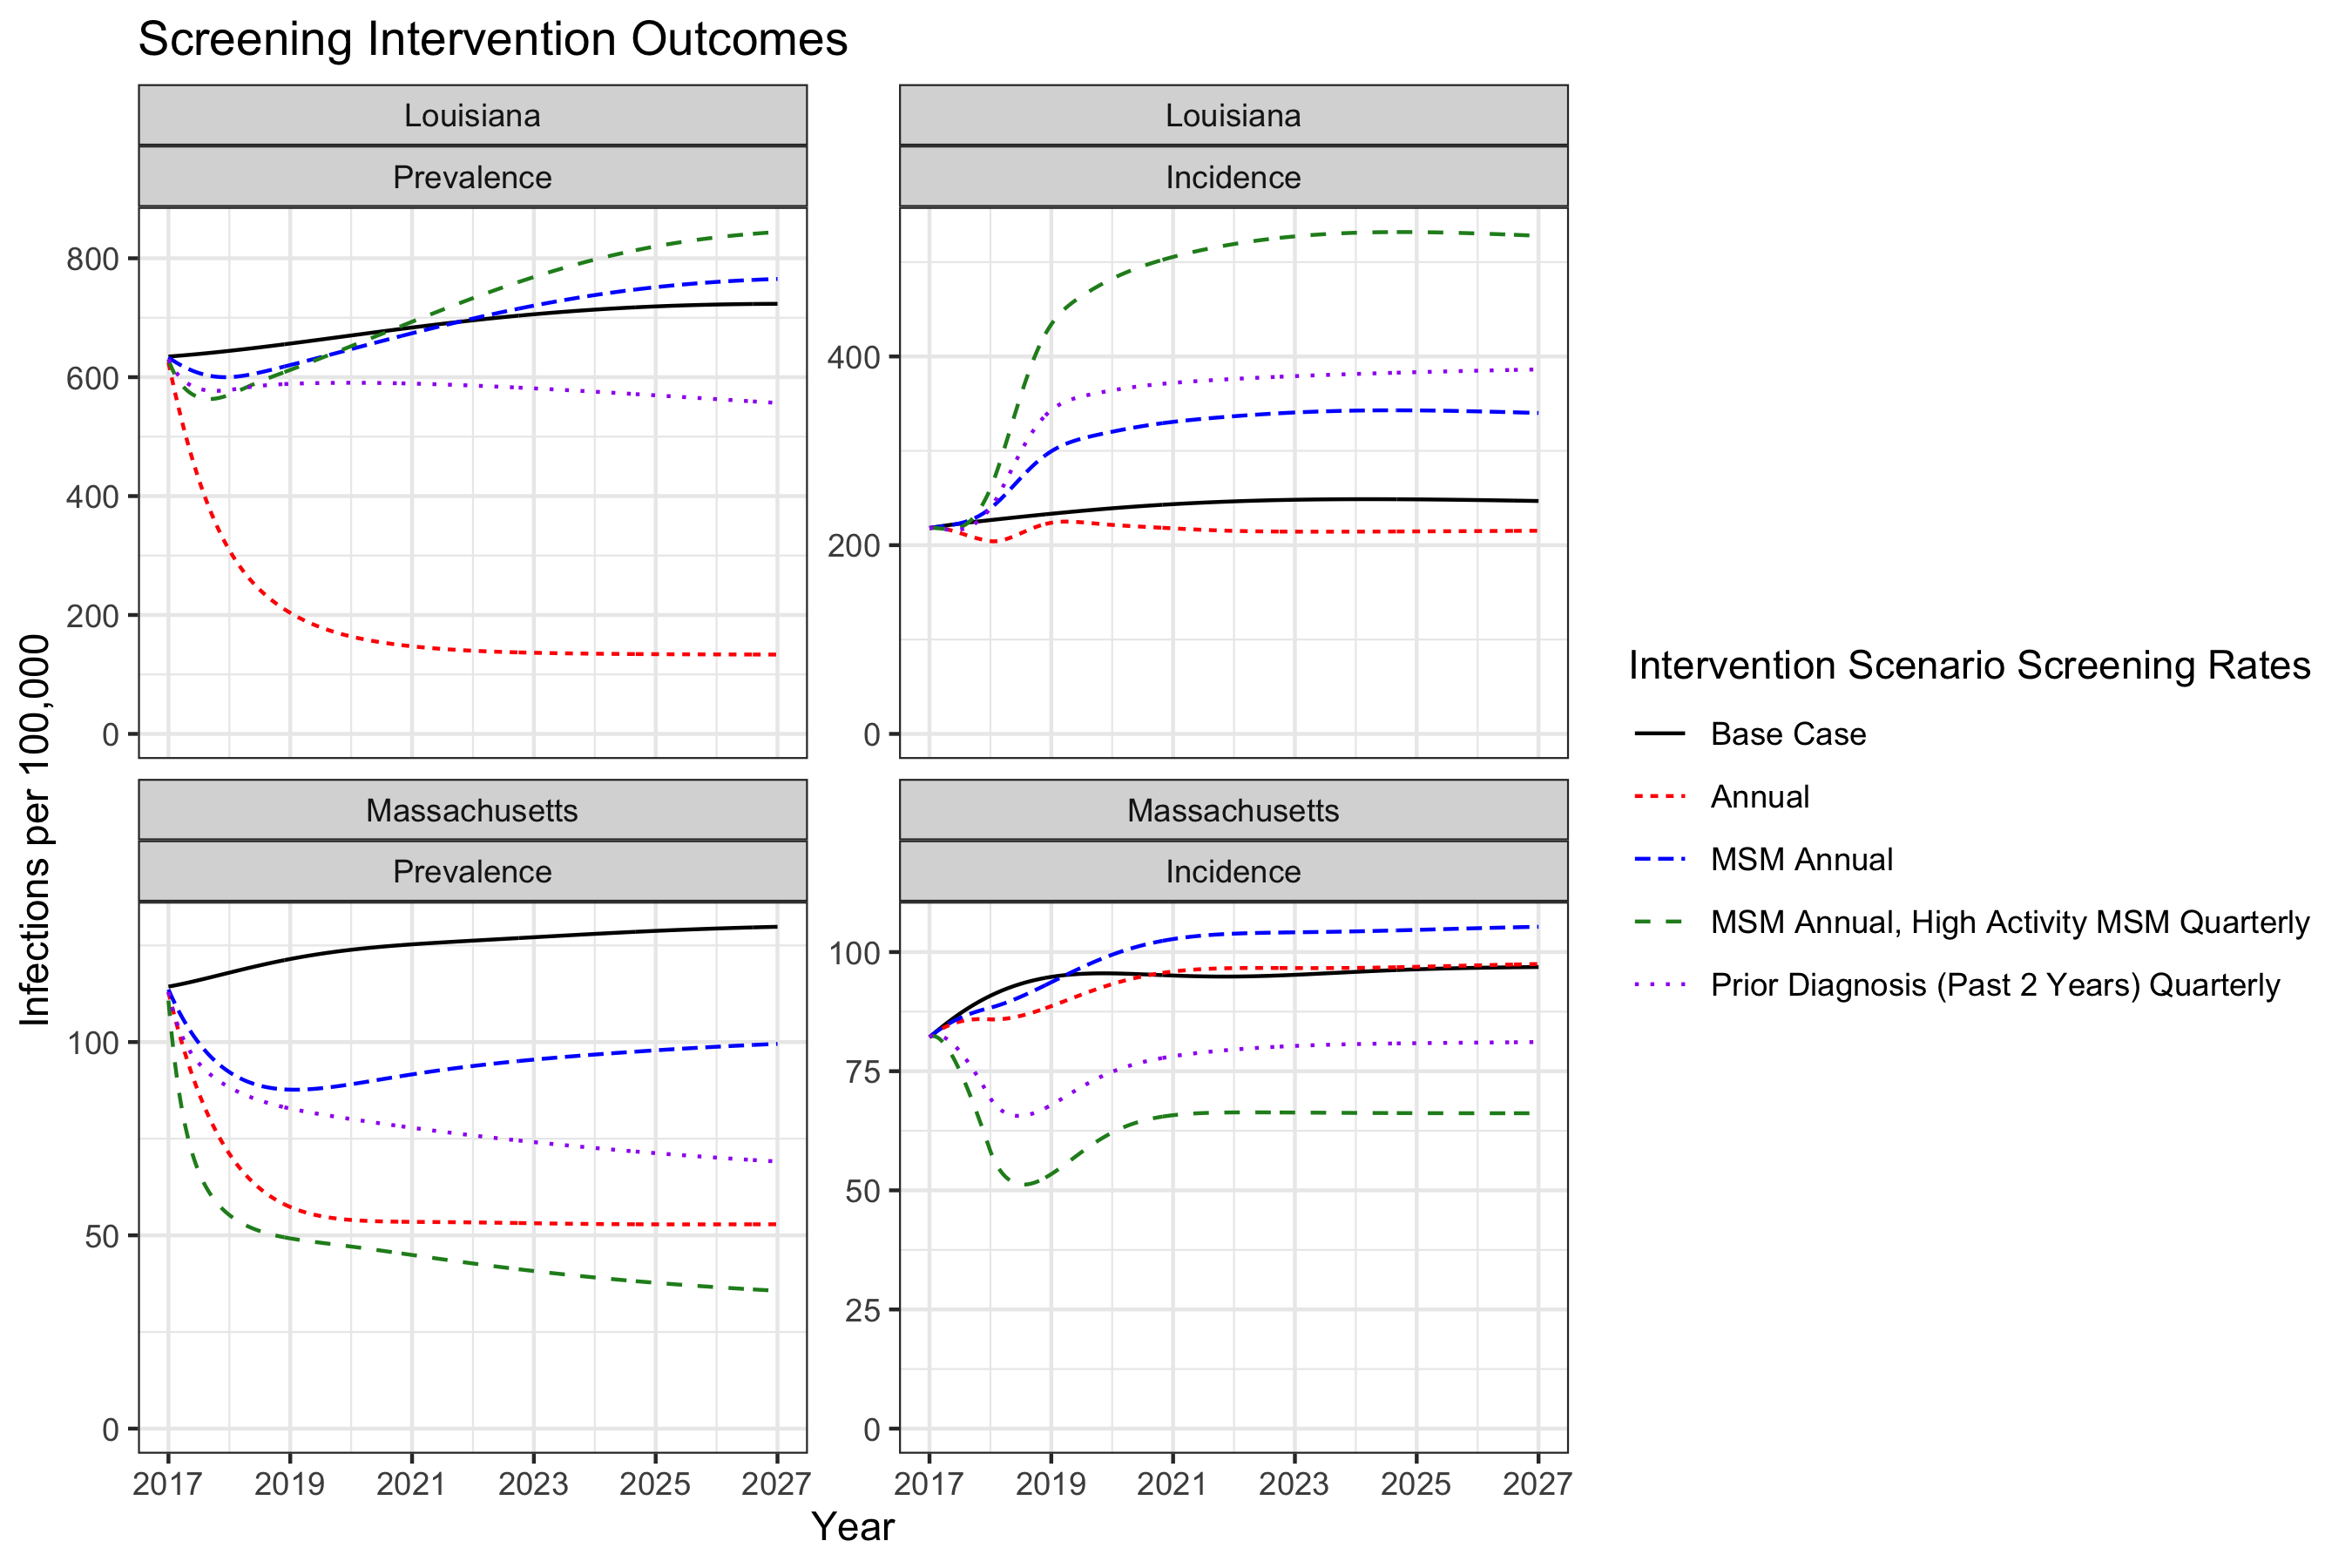 Screening Intervention Outcomes
Louisiana
Prevalence
Louisiana
Incidence
800
600
400
200
0
400
200
0
Infections per 100,000
Massachusetts
Prevalence
Massachusetts
Incidence
100
50
0
100
75
50
25
0
2017 2019 2021 2023 2025 2027
2017 2019 2021 2023 2025 2027
Year
Intervention Scenario Screening Rates
Base Case
Annual
MSM Annual
MSM Annual, High Activity MSM Quarterly
Prior Diagnosis (Past 2 Years) Quarterly